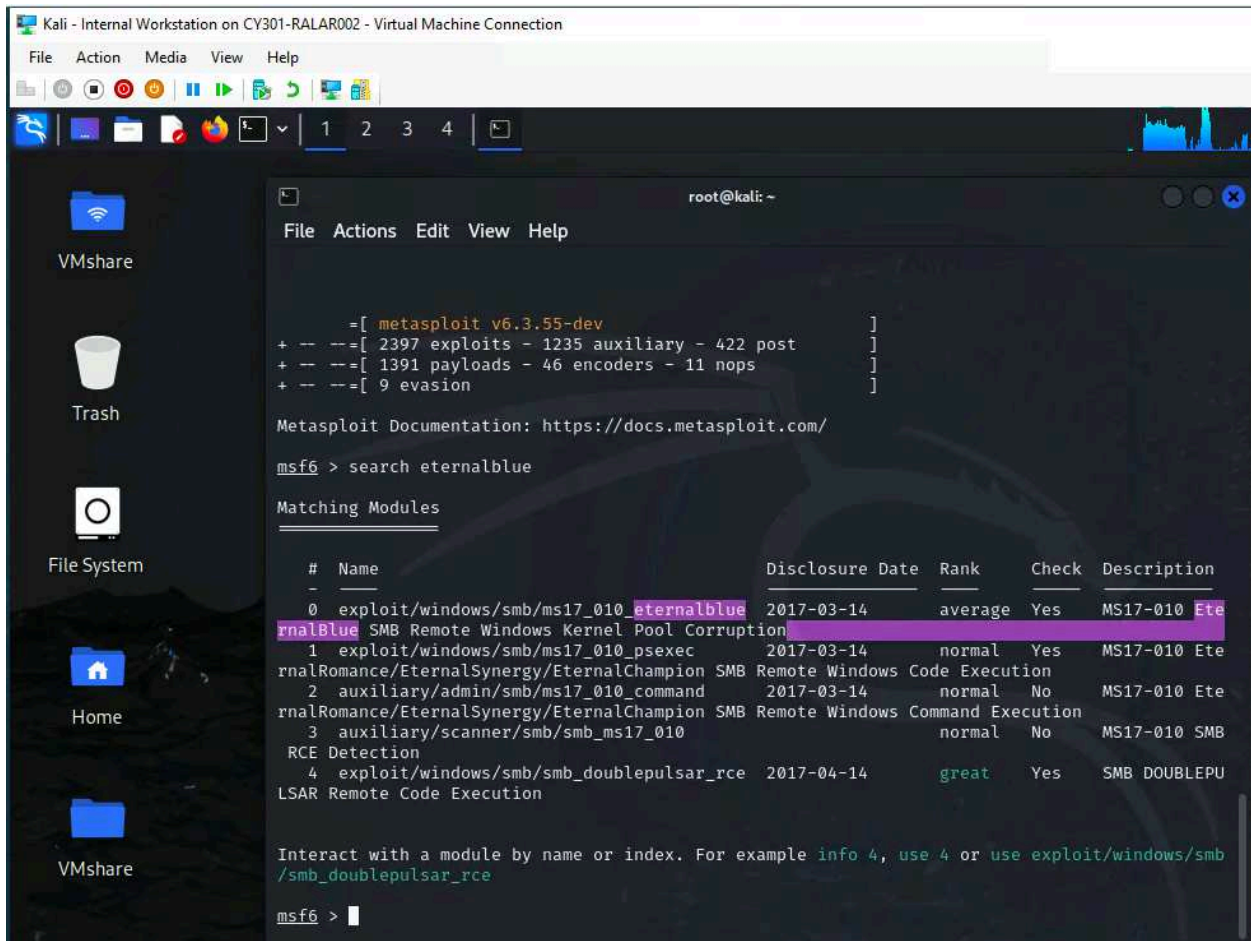 Kali - Internal Workstation on CY301-RALAR002 - Virtual Machine Connection
File Action Media View Help
1 2 3 4
root@kali: ~
File Actions Edit View Help
VMshare
Trash
File System
Home
VMshare
=[ metasploit v6.3.55-dev ]
+ -- --=[ 2397 exploits - 1235 auxiliary - 422 post ]
+ -- --=[ 1391 payloads - 46 encoders - 11 nops ]
+ -- --=[ 9 evasion ]
Metasploit Documentation: https://docs.metasploit.com/
msf6 > search eternalblue
Matching Modules
================
# Name Disclosure Date Rank Check Description
- ---- --------------- ---- ----- -----------
0 exploit/windows/smb/ms17_010_eternalblue 2017-03-14 average Yes MS17-010 Ete
rnalBlue SMB Remote Windows Kernel Pool Corruption
1 exploit/windows/smb/ms17_010_psexec 2017-03-14 normal Yes MS17-010 Ete
rnalRomance/EternalSynergy/EternalChampion SMB Remote Windows Code Execution
2 auxiliary/admin/smb/ms17_010_command 2017-03-14 normal No MS17-010 Ete
rnalRomance/EternalSynergy/EternalChampion SMB Remote Windows Command Execution
3 auxiliary/scanner/smb/smb_ms17_010 normal No MS17-010 SMB
RCE Detection
4 exploit/windows/smb/smb_doublepulsar_rce 2017-04-14 great Yes SMB DOUBLEPU
LSAR Remote Code Execution
Interact with a module by name or index. For example info 4, use 4 or use exploit/windows/smb
/smb_doublepulsar_rce
msf6 >